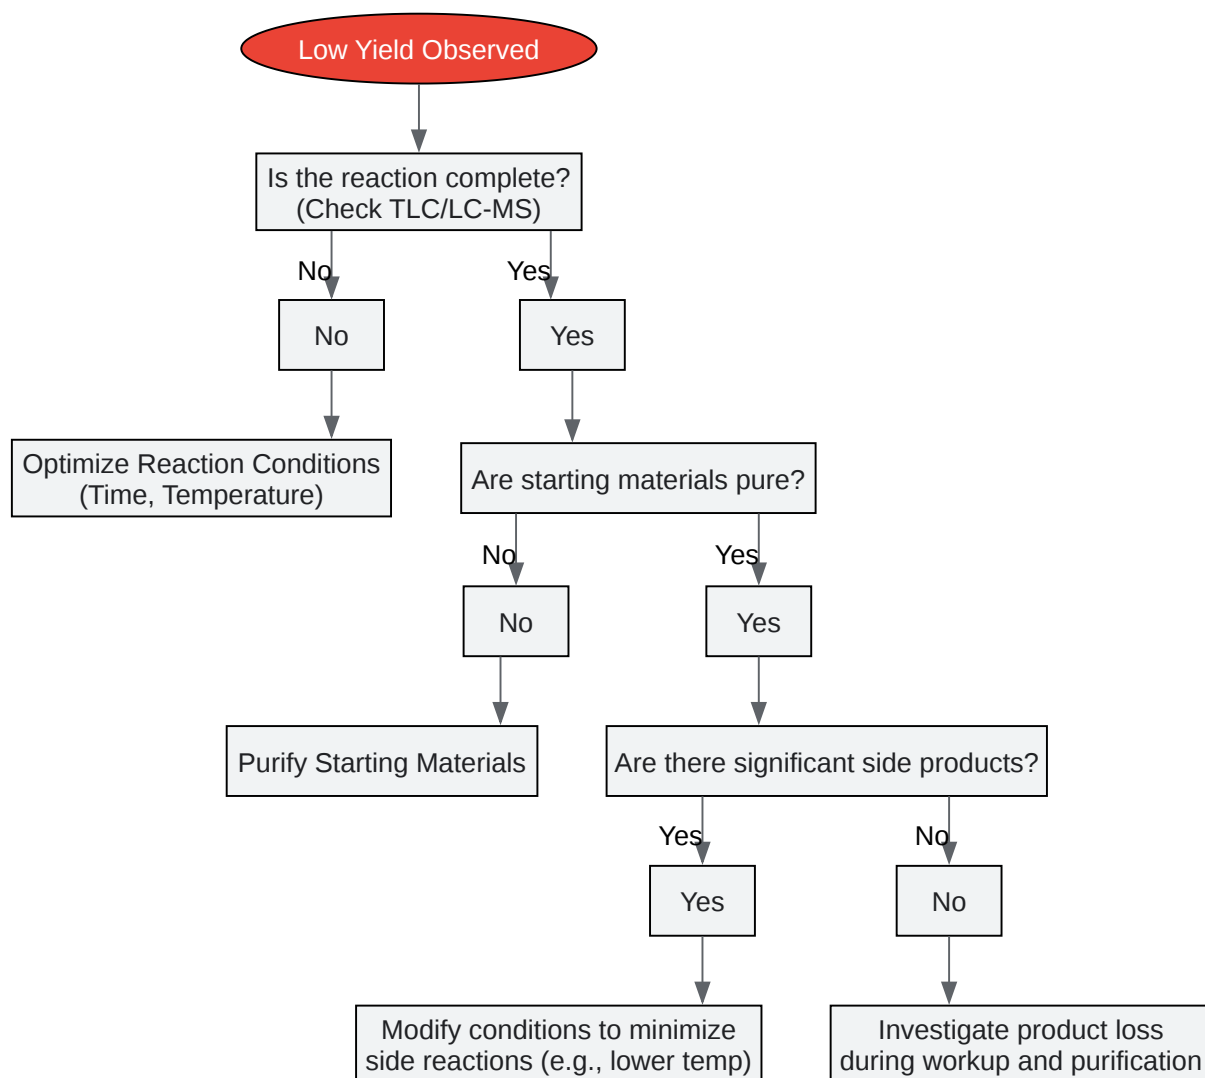 Low Yield Observed
Is the reaction complete?
(Check TLC/LC-MS)
No
Yes
No
Yes
Optimize Reaction Conditions
(Time, Temperature)
Are starting materials pure?
No
Yes
No
Yes
Purify Starting Materials
Are there significant side products?
Yes
No
Yes
No
Modify conditions to minimize
side reactions (e.g., lower temp)
Investigate product loss
during workup and purification